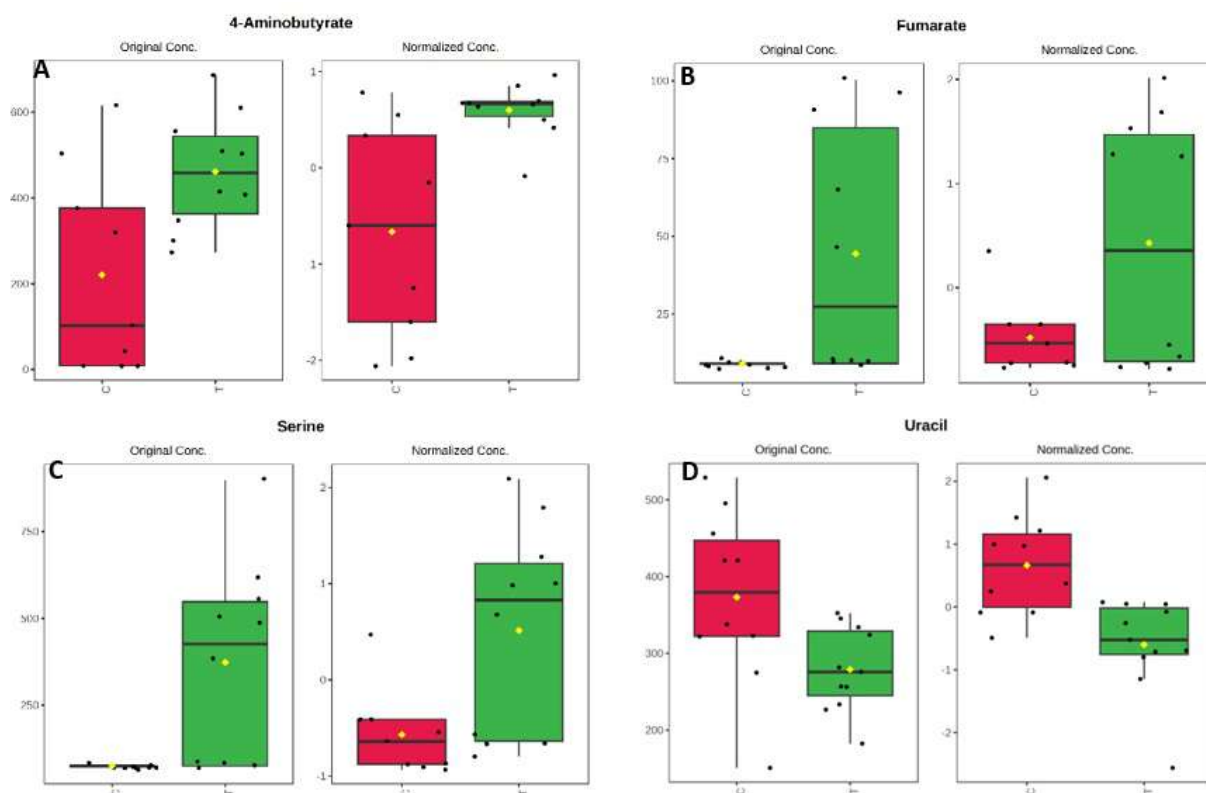 4-Aminobutyrate
Original Conc.
Normalized Conc.
A
600
400
200
0
1
0
1
-2
C
T
C
T
Fumarate
Original Conc.
Normalized Conc.
B
100
75
50
25
2
1
0
C
T
C
T
Serine
Original Conc.
Normalized Conc.
C
750
500
250
2
1
0
-1
C
T
C
T
Uracil
Original Conc.
Normalized Conc.
D
500
400
300
200
2
1
0
-1
-2
C
T
C
T